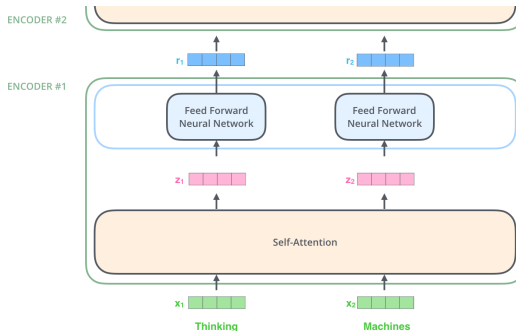 ENCODER #2
r₁
r₂
ENCODER #1
Feed Forward
Neural Network
Feed Forward
Neural Network
z₁
z₂
Self-Attention
x₁
x₂
Thinking
Machines